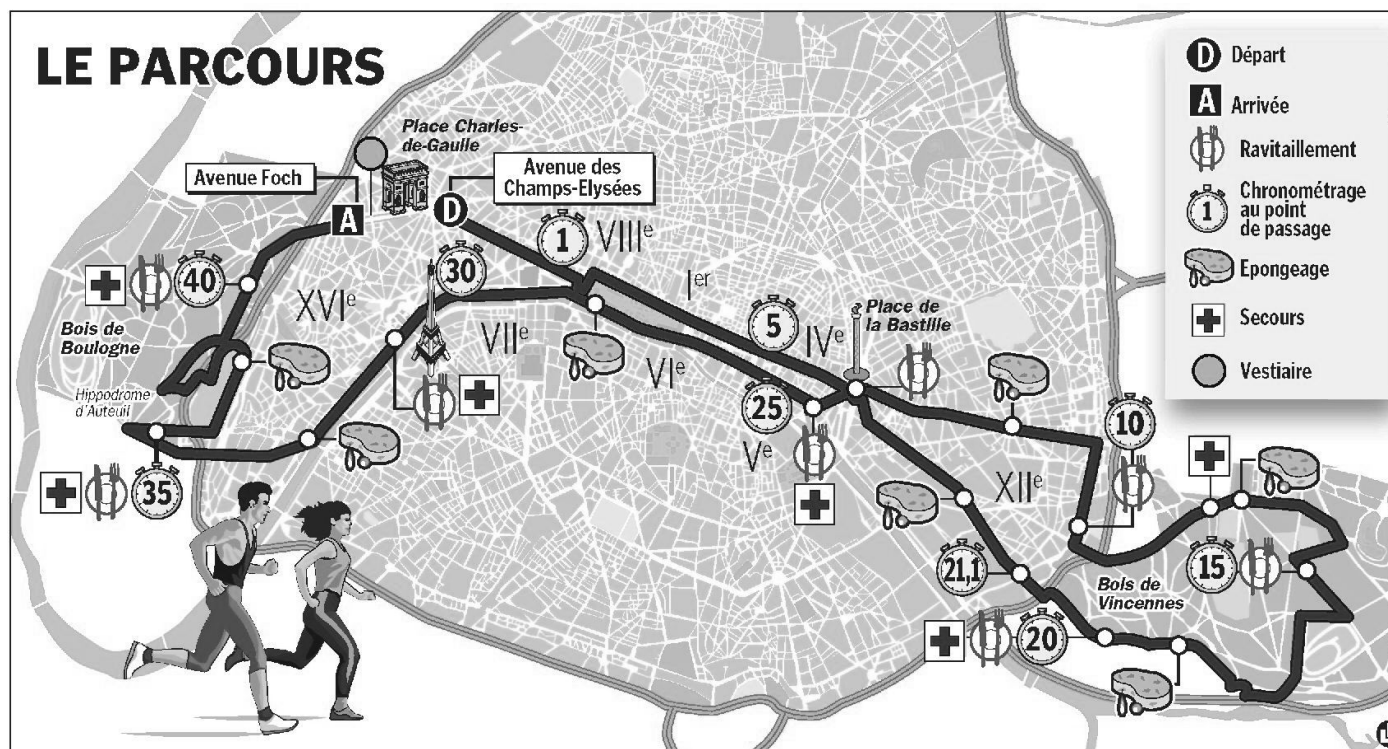 LE PARCOURS
Place Charles-
de-Gaulle
Avenue Foch
Avenue des
Champs-Elysées
A
D
1
VIIIe
30
Ier
40
XVIe
5
Place de
la Bastille
IVe
Bois de
Boulogne
VIIe
VIe
Hippodrome
d'Auteuil
25
Ve
10
XIIe
35
21,1
15
Bois de
Vincennes
20
D
Départ
A
Arrivée
Ravitaillement
1
Chronométrage
au point
de passage
Epongeage
Secours
Vestiaire